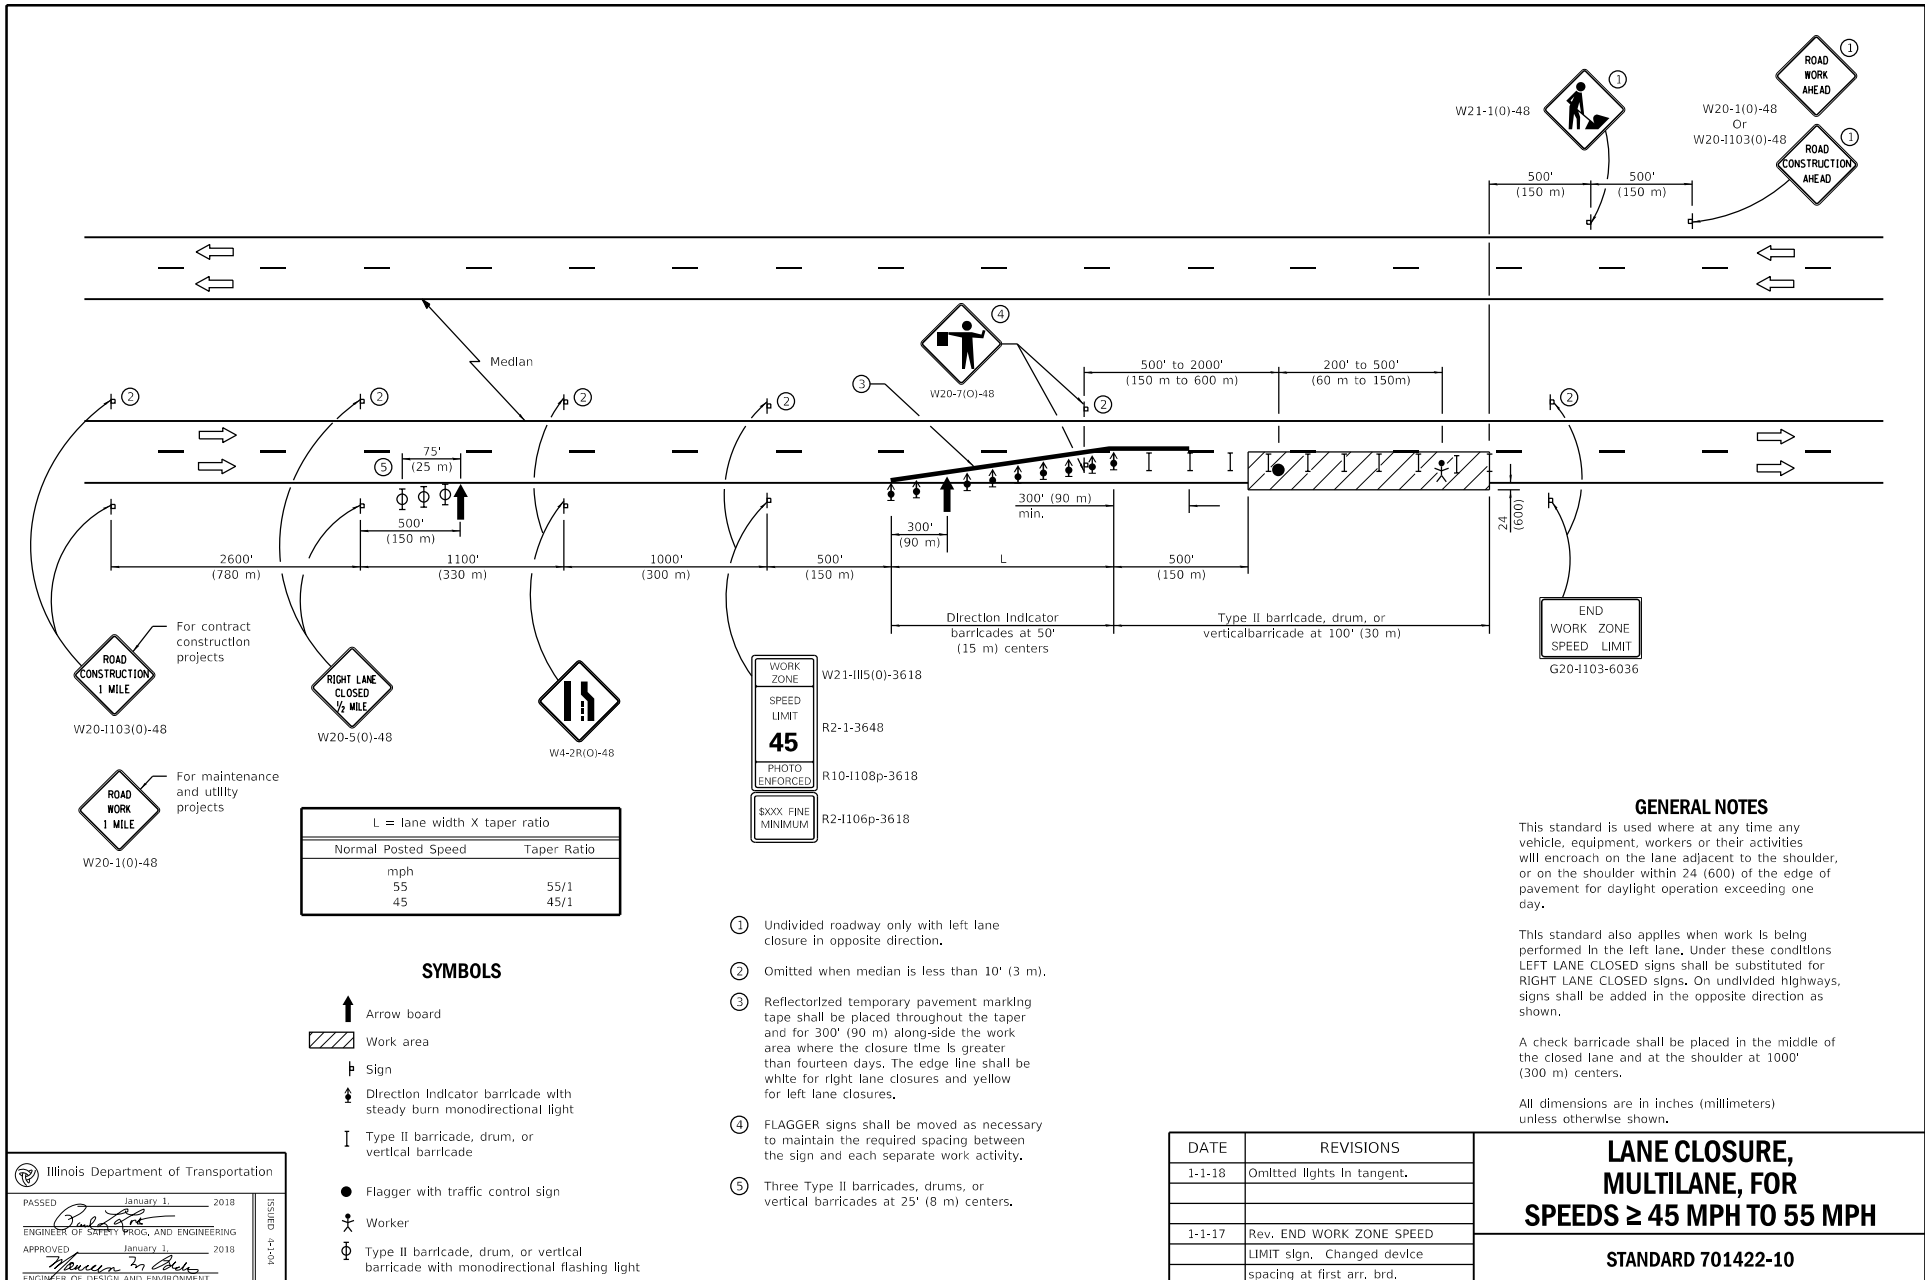 W21-1(O)-48
1
ROAD
WORK
AHEAD
1
W20-1(O)-48
Or
W20-I103(O)-48
ROAD
CONSTRUCTION
AHEAD
1
500'
(150 m)
500'
(150 m)
Median
4
W20-7(O)-48
3
500' to 2000'
(150 m to 600 m)
200' to 500'
(60 m to 150m)
2
2
2
2
2
2
5
75'
(25 m)
500'
(150 m)
300' (90 m)
min.
300'
(90 m)
24
(600)
2600'
(780 m)
1100'
(330 m)
1000'
(300 m)
500'
(150 m)
L
500'
(150 m)
Direction Indicator
barricades at 50'
(15 m) centers
Type II barricade, drum, or
verticalbarricade at 100' (30 m)
END
WORK ZONE
SPEED LIMIT
G20-I103-6036
For contract
construction
projects
ROAD
CONSTRUCTION
1 MILE
W20-I103(O)-48
RIGHT LANE
CLOSED
½ MILE
W20-5(O)-48
W4-2R(O)-48
WORK
ZONE
W21-III5(O)-3618
SPEED
LIMIT
45
R2-1-3648
PHOTO
ENFORCED
R10-I108p-3618
$XXX FINE
MINIMUM
R2-I106p-3618
For maintenance
and utility
projects
ROAD
WORK
1 MILE
W20-1(O)-48
L = lane width X taper ratio
Normal Posted Speed Taper Ratio
mph
55 55/1
45 45/1
SYMBOLS
Arrow board
Work area
Sign
Direction Indicator barricade with
steady burn monodirectional light
Type II barricade, drum, or
vertical barricade
Flagger with traffic control sign
Worker
Type II barricade, drum, or vertical
barricade with monodirectional flashing light
1 Undivided roadway only with left lane
closure in opposite direction.
2 Omitted when median is less than 10' (3 m).
3 Reflectorized temporary pavement marking
tape shall be placed throughout the taper
and for 300' (90 m) along-side the work
area where the closure time is greater
than fourteen days. The edge line shall be
white for right lane closures and yellow
for left lane closures.
4 FLAGGER signs shall be moved as necessary
to maintain the required spacing between
the sign and each separate work activity.
5 Three Type II barricades, drums, or
vertical barricades at 25' (8 m) centers.
GENERAL NOTES
This standard is used where at any time any
vehicle, equipment, workers or their activities
will encroach on the lane adjacent to the shoulder,
or on the shoulder within 24 (600) of the edge of
pavement for daylight operation exceeding one
day.
This standard also applies when work is being
performed in the left lane. Under these conditions
LEFT LANE CLOSED signs shall be substituted for
RIGHT LANE CLOSED signs. On undivided highways,
signs shall be added in the opposite direction as
shown.
A check barricade shall be placed in the middle of
the closed lane and at the shoulder at 1000'
(300 m) centers.
All dimensions are in inches (millimeters)
unless otherwise shown.
Illinois Department of Transportation
PASSED January 1, 2018
ENGINEER OF SAFETY PROG. AND ENGINEERING
APPROVED January 1, 2018
ENGINEER OF DESIGN AND ENVIRONMENT
ISSUED 4-1-04
DATE REVISIONS
1-1-18 Omitted lights in tangent.
1-1-17 Rev. END WORK ZONE SPEED
LIMIT sign. Changed device
spacing at first arr. brd.
LANE CLOSURE,
MULTILANE, FOR
SPEEDS ≥ 45 MPH TO 55 MPH
STANDARD 701422-10